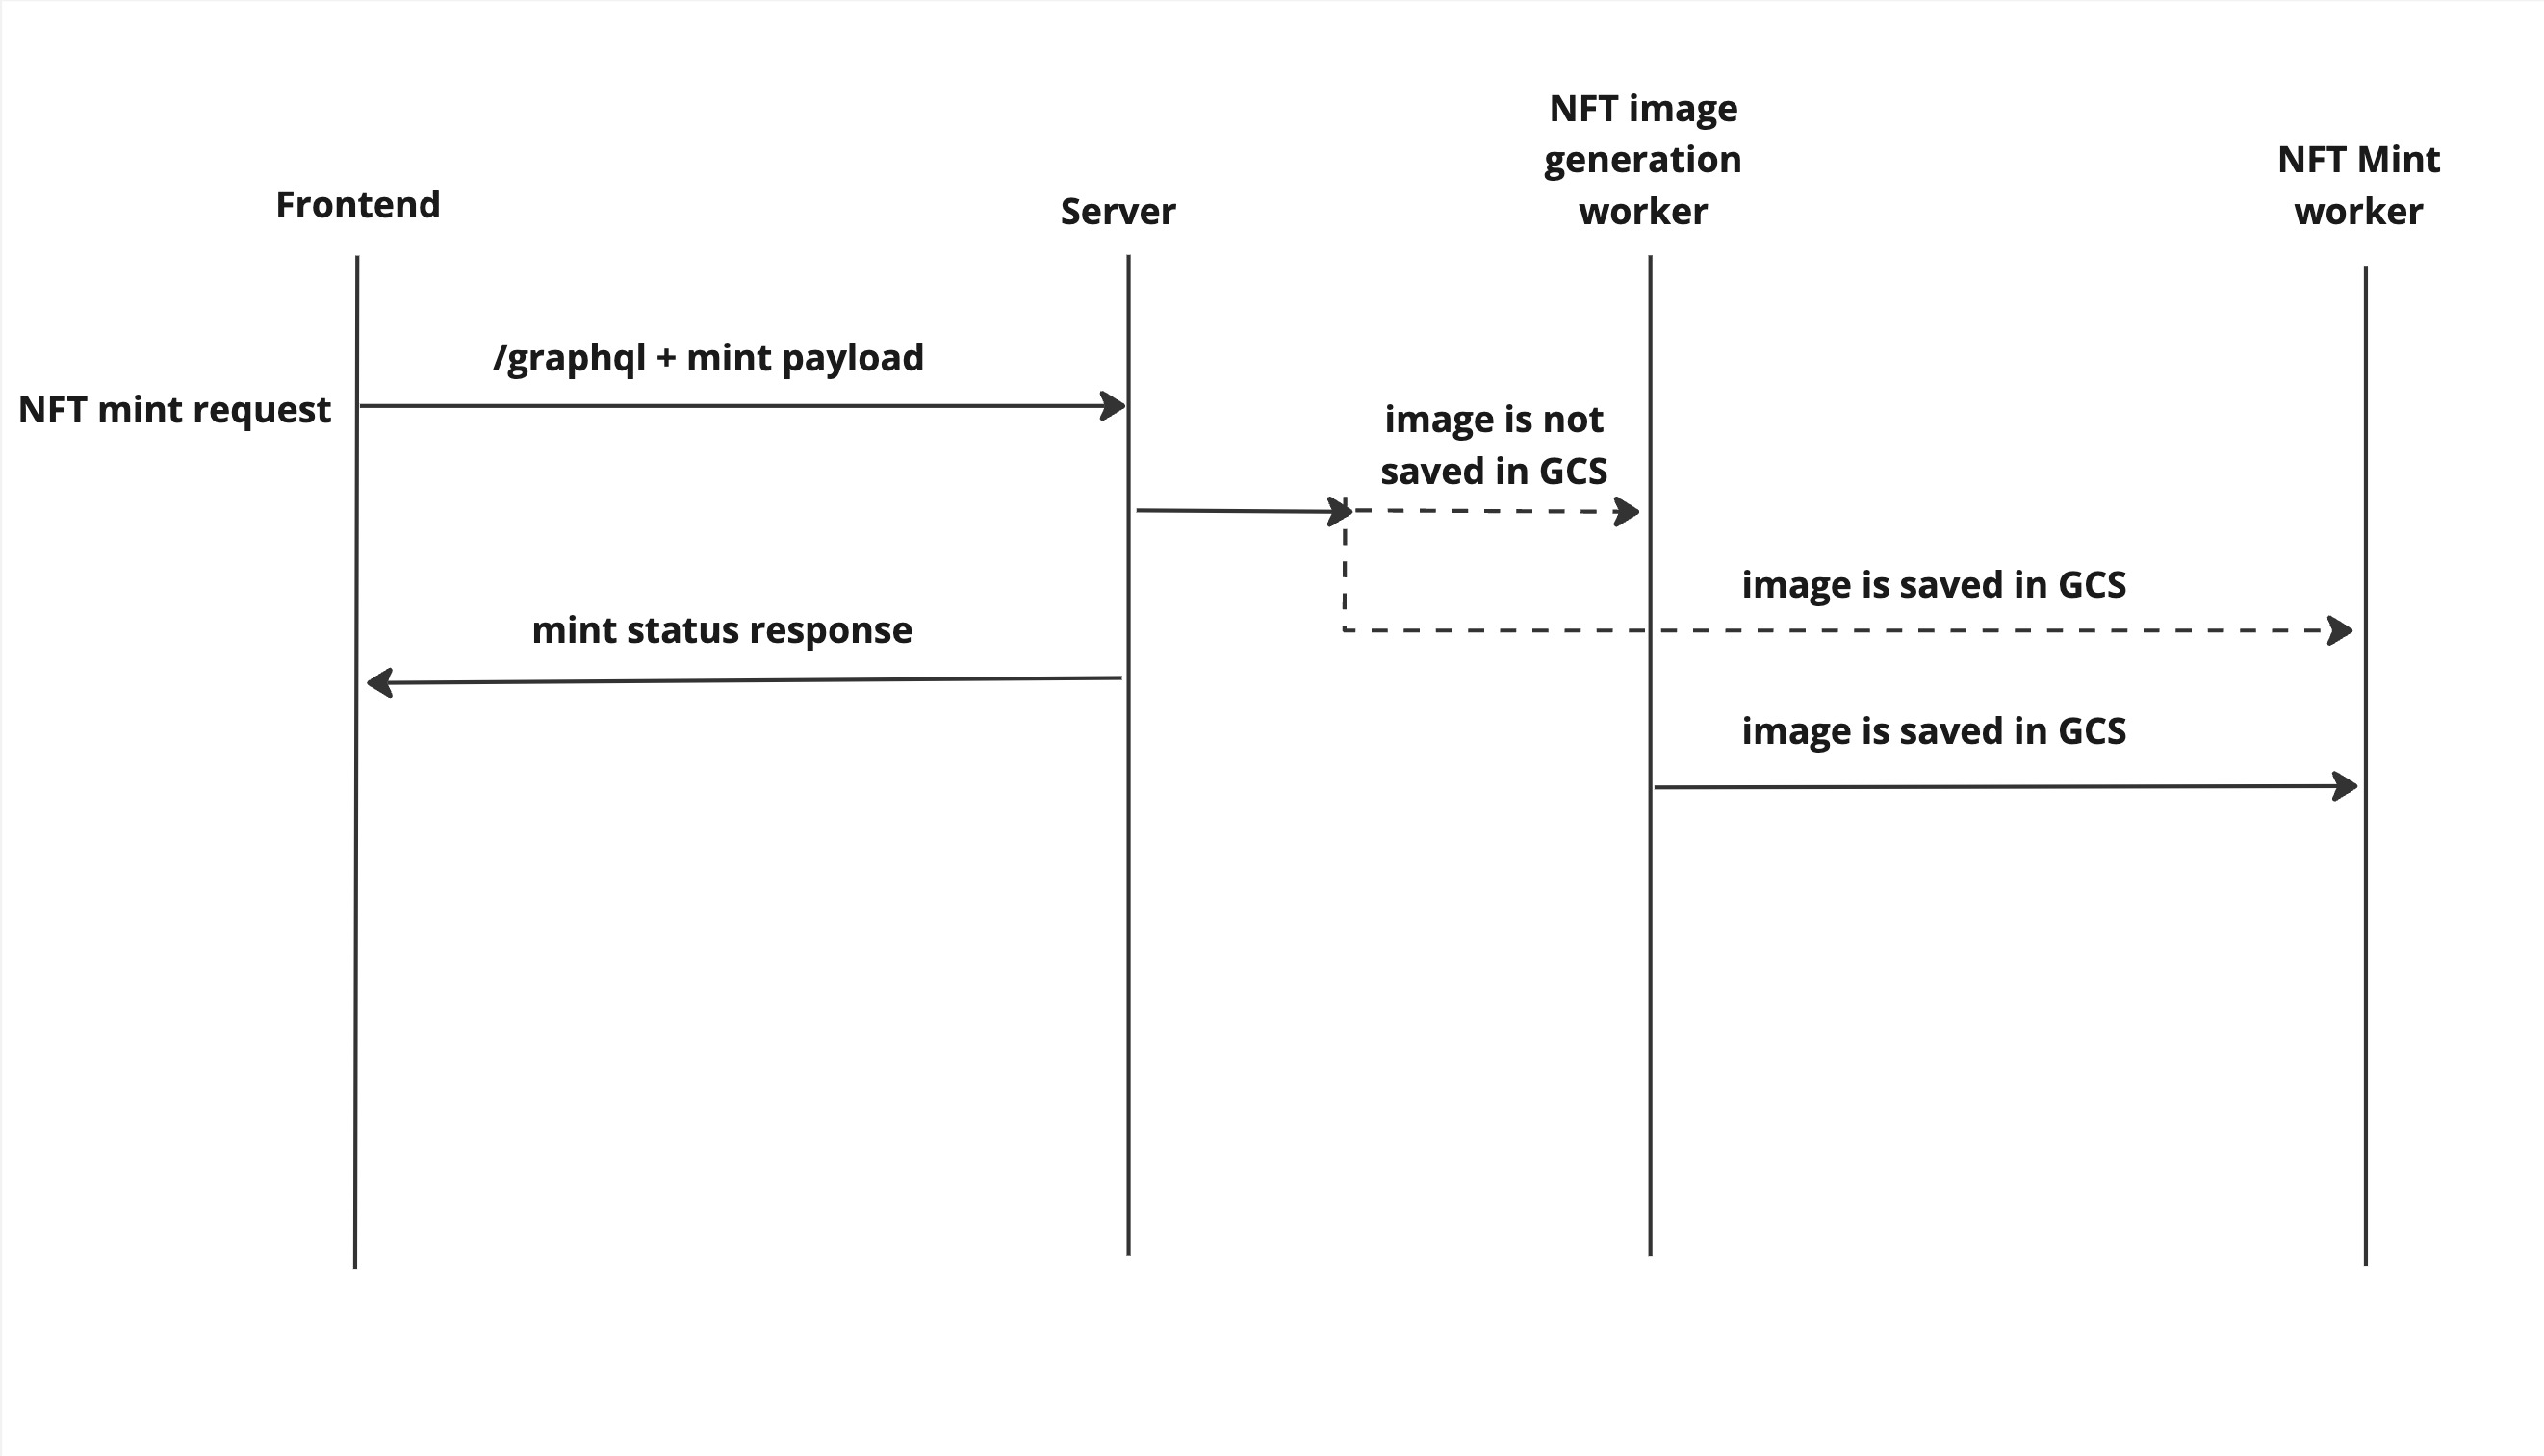 NFT image
generation
worker
NFT Mint
worker
Frontend
Server
/graphql + mint payload
NFT mint request
image is not
saved in GCS
image is saved in GCS
mint status response
image is saved in GCS